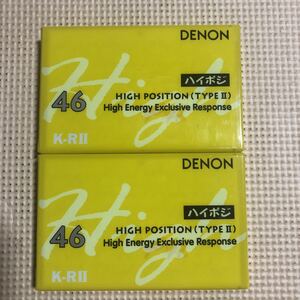 DENON
ハイポジ
High
46
HIGH POSITION (TYPE II)
High Energy Exclusive Response
K-RII
DENON
ハイポジ
High
46
HIGH POSITION (TYPE II)
High Energy Exclusive Response
K-RII